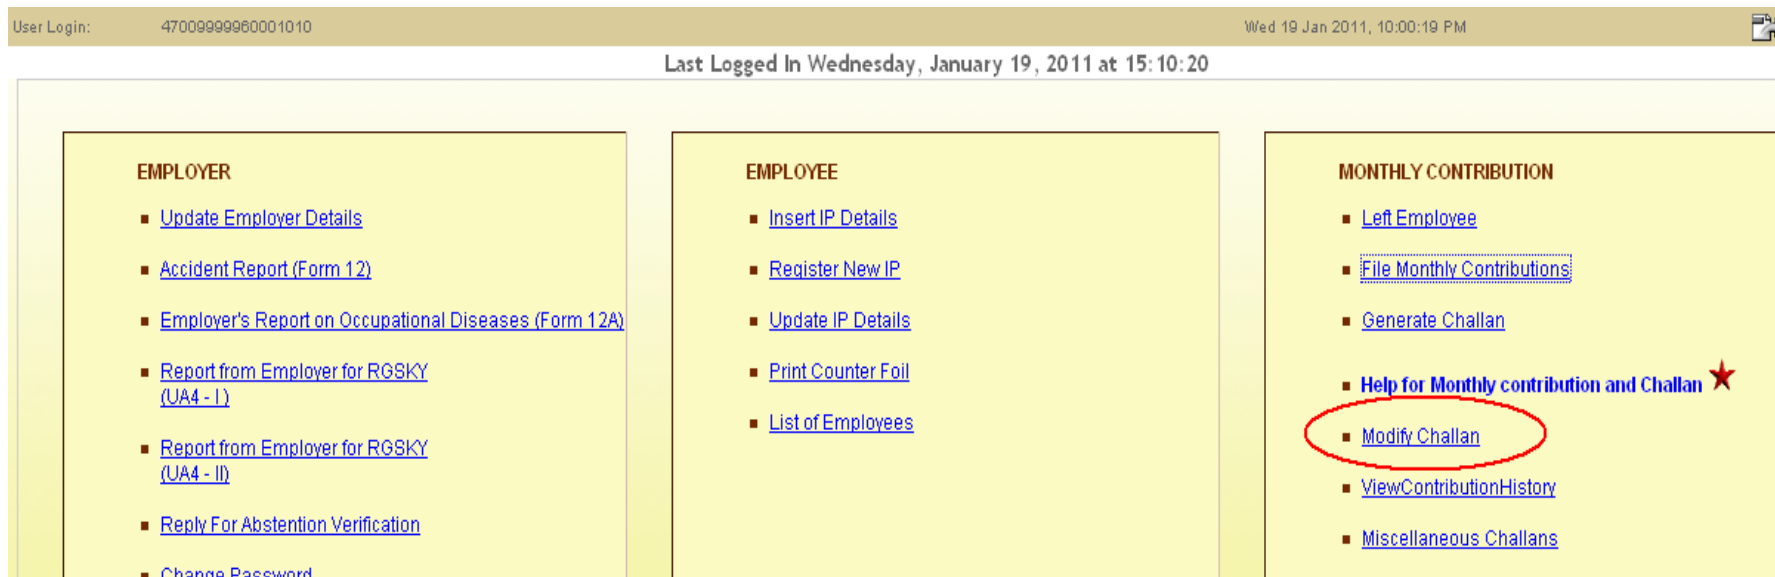 User Login: 47009999960001010 Wed 19 Jan 2011, 10:00:19 PM
Last Logged In Wednesday, January 19, 2011 at 15:10:20
EMPLOYER
Update Employer Details
Accident Report (Form 12)
Employer's Report on Occupational Diseases (Form 12A)
Report from Employer for RGSKY
(UA4 - I )
Report from Employer for RGSKY
(UA4 - II)
Reply For Abstention Verification
Change Password
EMPLOYEE
Insert IP Details
Register New IP
Update IP Details
Print Counter Foil
List of Employees
MONTHLY CONTRIBUTION
Left Employee
File Monthly Contributions
Generate Challan
Help for Monthly contribution and Challan
Modify Challan
ViewContributionHistory
Miscellaneous Challans